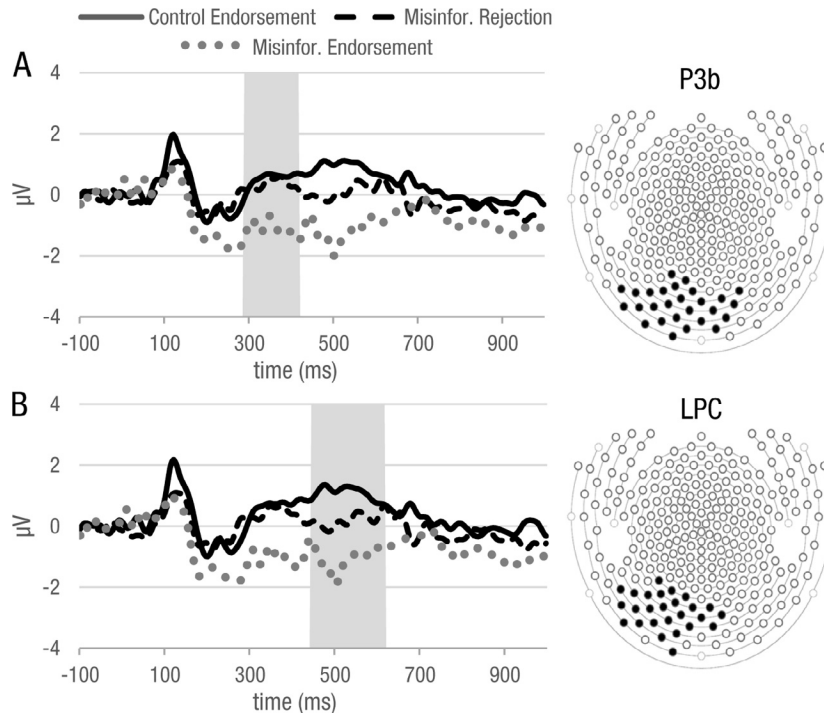 Control Endorsement Misinfor. Rejection
Misinfor. Endorsement
A
P3b
4
2
0
-2
-4
µV
-100 100 300 500 700 900
time (ms)
B
LPC
4
2
0
-2
-4
µV
-100 100 300 500 700 900
time (ms)